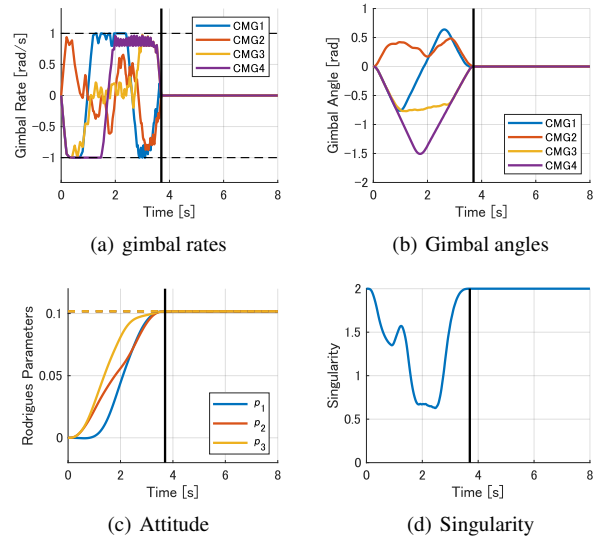 Gimbal Rate [rad/s]
1
0.5
0
-0.5
-1
CMG1
CMG2
CMG3
CMG4
0
2
4
6
8
Time [s]
(a) gimbal rates
Gimbal Angle [rad]
1
0.5
0
-0.5
-1
-1.5
-2
CMG1
CMG2
CMG3
CMG4
0
2
4
6
8
Time [s]
(b) Gimbal angles
Rodrigues Parameters
0.1
0.05
0
p1
p2
p3
0
2
4
6
8
Time [s]
(c) Attitude
Singularity
2
1.5
1
0.5
0
0
2
4
6
8
Time [s]
(d) Singularity